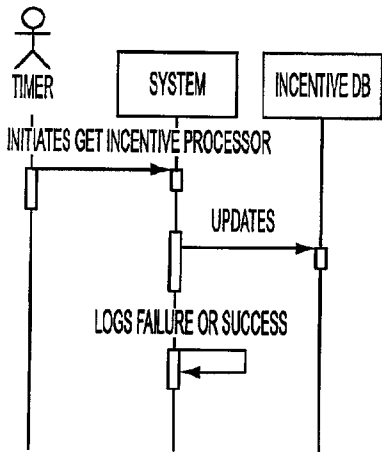 TIMER
SYSTEM
INCENTIVE DB
INITIATES GET INCENTIVE PROCESSOR
UPDATES
LOGS FAILURE OR SUCCESS